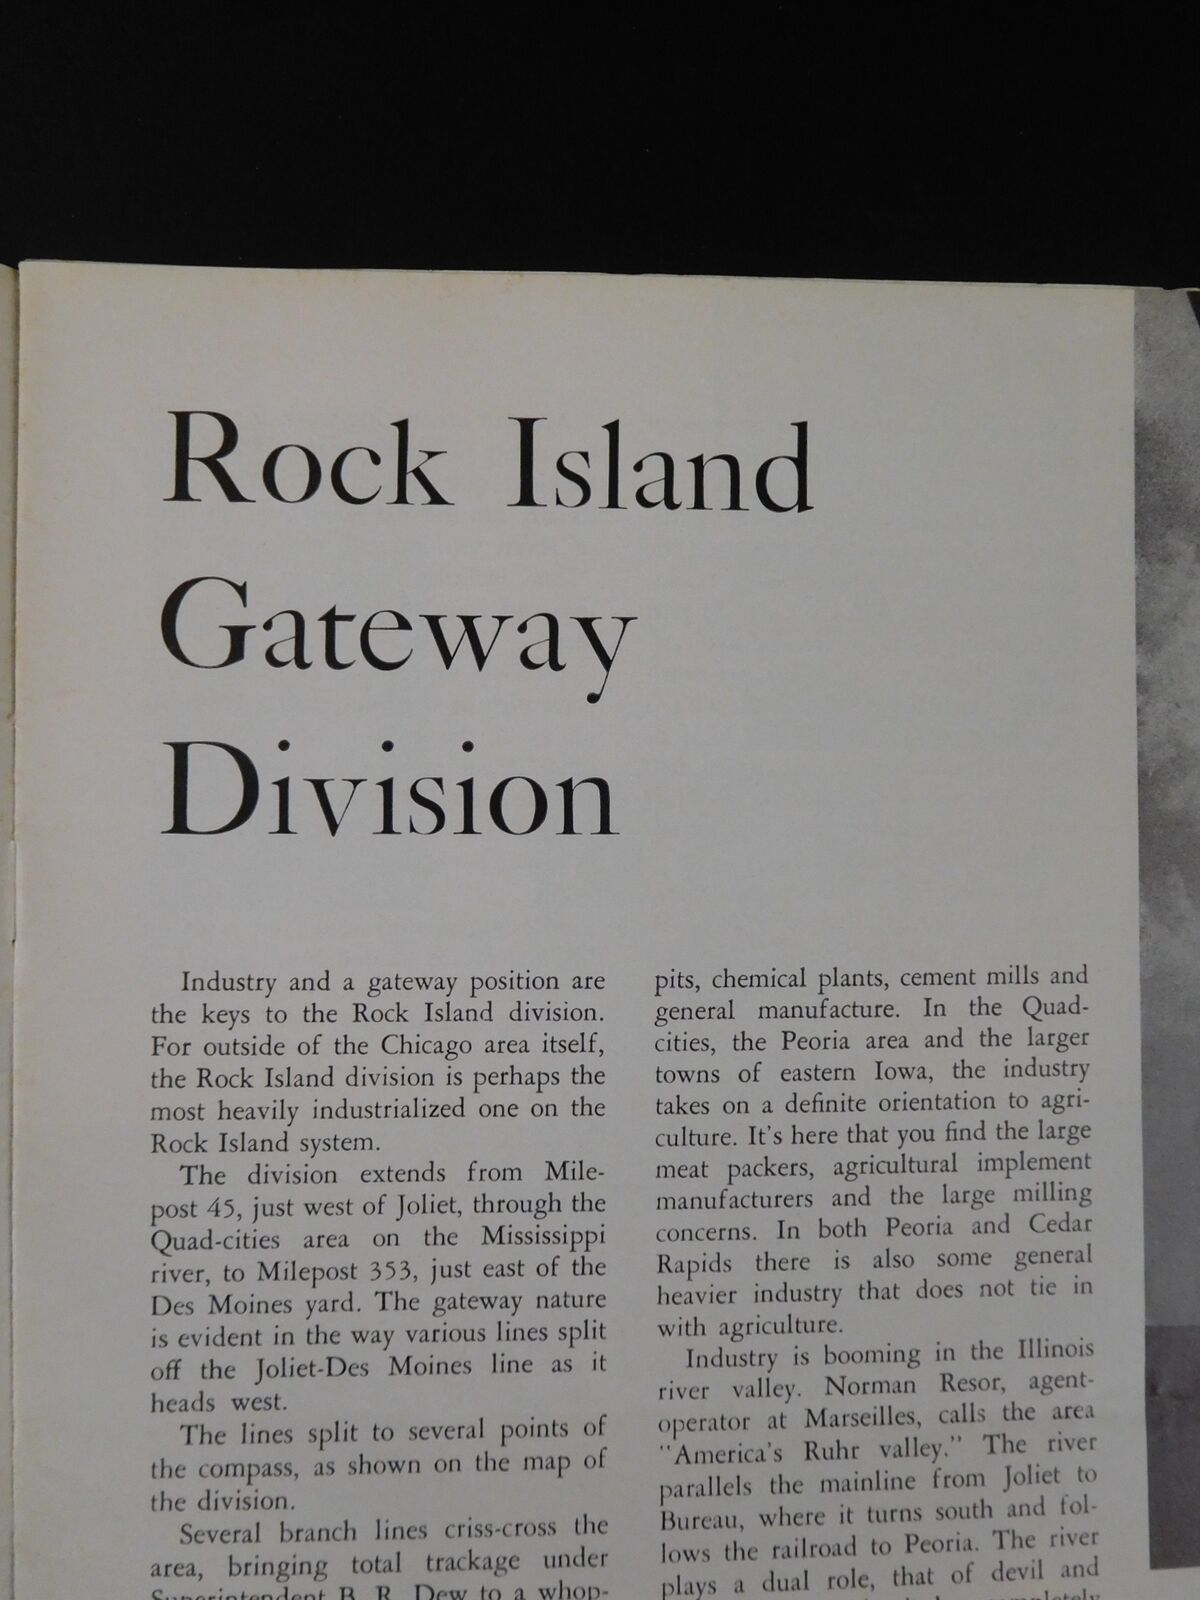 Rock Island
Gateway
Division
Industry and a gateway position are
the keys to the Rock Island division.
For outside of the Chicago area itself,
the Rock Island division is perhaps the
most heavily industrialized one on the
Rock Island system.
The division extends from Mile-
post 45, just west of Joliet, through the
Quad-cities area on the Mississippi
river, to Milepost 353, just east of the
Des Moines yard. The gateway nature
is evident in the way various lines split
off the Joliet-Des Moines line as it
heads west.
The lines split to several points of
the compass, as shown on the map of
the division.
Several branch lines criss-cross the
area, bringing total trackage under
Superintendent B. R. Dew to a whop-
pits, chemical plants, cement mills and
general manufacture. In the Quad-
cities, the Peoria area and the larger
towns of eastern Iowa, the industry
takes on a definite orientation to agri-
culture. It's here that you find the large
meat packers, agricultural implement
manufacturers and the large milling
concerns. In both Peoria and Cedar
Rapids there is also some general
heavier industry that does not tie in
with agriculture.
Industry is booming in the Illinois
river valley. Norman Resor, agent-
operator at Marseilles, calls the area
"America's Ruhr valley." The river
parallels the mainline from Joliet to
Bureau, where it turns south and fol-
lows the railroad to Peoria. The river
plays a dual role, that of devil and
completely